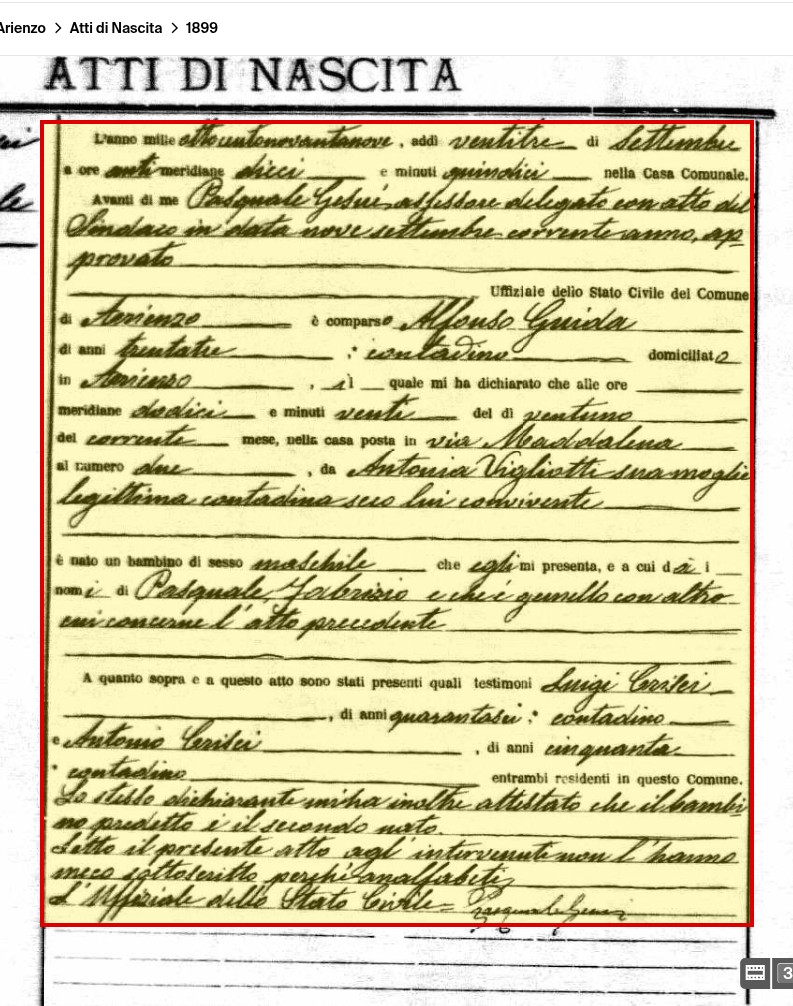 Arienzo > Atti di Nascita > 1899
ATTI DI NASCITA
L'anno mille ottocentonovantanove, addì ventitre di Settembre
a ore anti meridiane dieci e minuti quindici nella Casa Comunale.
Avanti di me Pasquale Gesuè assessore delegato con atto del
Sindaco in data nove settembre corrente anno, ap
provato
Uffiziale dello Stato Civile del Comune
di Arienzo è comparso Alfonso Guida
di anni trentatre ; contadino domiciliato
in Arienzo , il quale mi ha dichiarato che alle ore
meridiane dodici e minuti venti del dì ventuno
del corrente mese, nella casa posta in via Maddalena
al numero due , da Antonia Vigliotti sua moglie
legittima contadina seco lui convivente
è nato un bambino di sesso maschile che egli mi presenta, e a cui dà i
nomi di Pasquale, Fabrizio e che è gemello con altro
cui concerne l'atto precedente
A quanto sopra e a questo atto sono stati presenti quali testimoni Luigi Crisci
, di anni quarantasei ; contadino
e Antonio Crisci , di anni cinquanta
contadino entrambi residenti in questo Comune.
Lo stesso dichiarante mi ha inoltre attestato che il bambi
no predetto è il secondo nato.
Letto il presente atto agl' intervenuti non l'hanno
meco sottoscritto perché analfabeti,
L'Uffiziale dello Stato Civile = Pasquale Gesuè
3